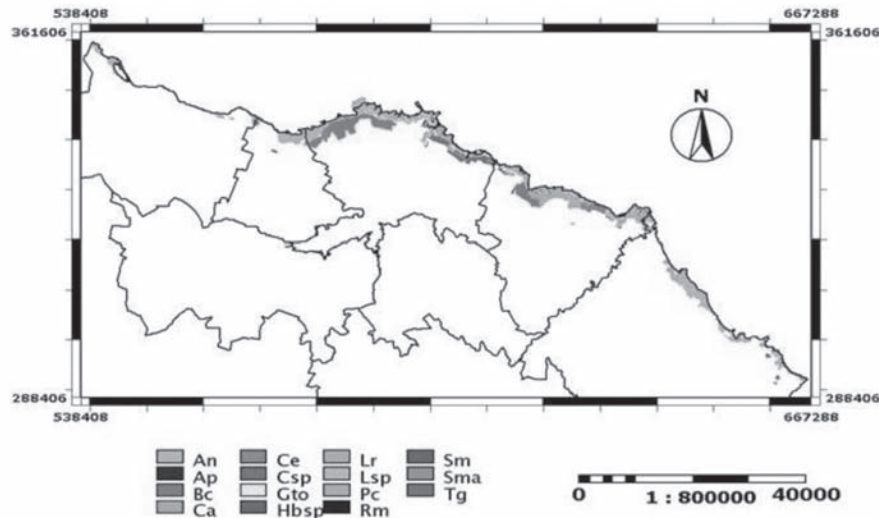 538408 667288
361606 361606
N
288406 288406
538408 667288
An Ce Lr Sm
Ap Csp Lsp Sma
Bc Gto Pc Tg
Ca Hbsp Rm
0 1 : 800000 40000